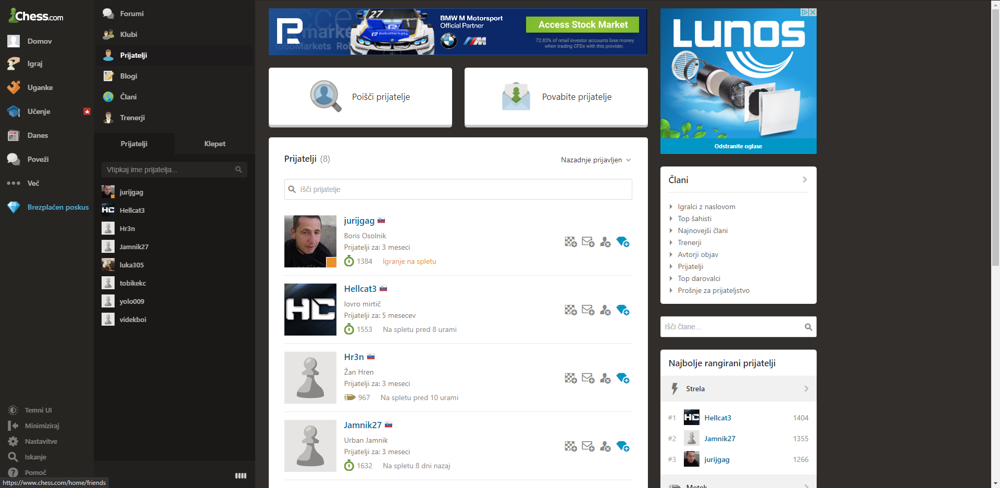 Chess.com
Domov
Igraj
Uganke
Učenje
Danes
Poveži
Več
Brezplačen poskus
Temni UI
Minimiziraj
Nastavitve
Iskanje
Pomoč
https://www.chess.com/home/friends
Forumi
Klubi
Prijatelji
Blogi
Člani
Trenerji
Prijatelji
Klepet
Vtipkaj ime prijatelja...
jurijgag
Hellcat3
Hr3n
Jamnik27
luka305
tobikekc
yolo009
videkboi
27
RoboMarkets
BMW M Motorsport
Official Partner
Access Stock Market
72.83% of retail investor accounts lose money
when trading CFDs with this provider.
Poišči prijatelje
Povabite prijatelje
Prijatelji (8)
Nazadnje prijavljen
Išči prijatelje
jurijgag
Boris Osolnik
Prijatelji za: 3 meseci
1384 Igranje na spletu
HC
Hellcat3
lovro mirtič
Prijatelji za: 5 mesecev
1553 Na spletu pred 8 urami
Hr3n
Žan Hren
Prijatelji za: 3 meseci
967 Na spletu pred 10 urami
Jamnik27
Urban Jamnik
Prijatelji za: 3 meseci
1632 Na spletu 8 dni nazaj
LUNOS
Odstranite oglase
Člani
Igralci z naslovom
Top šahisti
Najnovejši člani
Trenerji
Avtorji objav
Prijatelji
Top darovalci
Prošnje za prijateljstvo
Išči člane...
Najbolje rangirani prijatelji
Strela
#1 HC Hellcat3 1404
#2 Jamnik27 1355
#3 jurijgag 1266
Metek